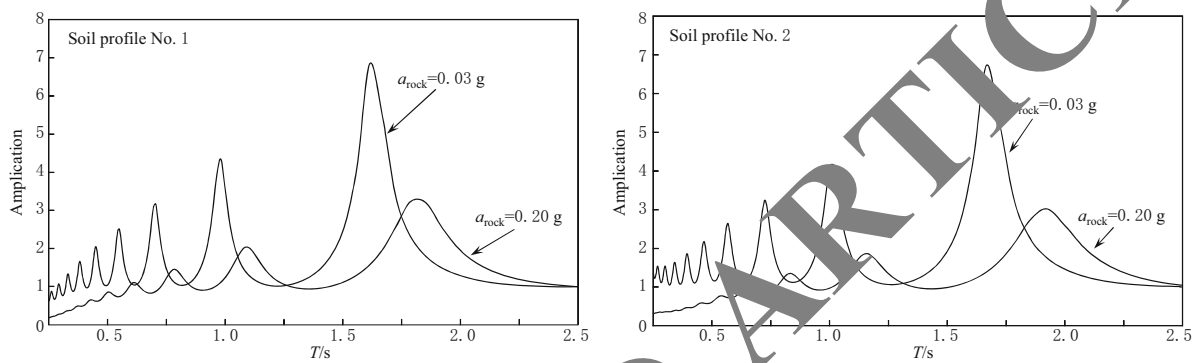 Soil profile No. 1
8
7
6
5
4
3
2
1
0
Amplication
a_rock=0.03 g
a_rock=0.20 g
0.5 1.0 1.5 2.0 2.5
T/s
Soil profile No. 2
8
7
6
5
4
3
2
1
0
Amplication
rock=0.03 g
a_rock=0.20 g
0.5 1.0 1.5 2.0 2.5
T/s
ARTIC